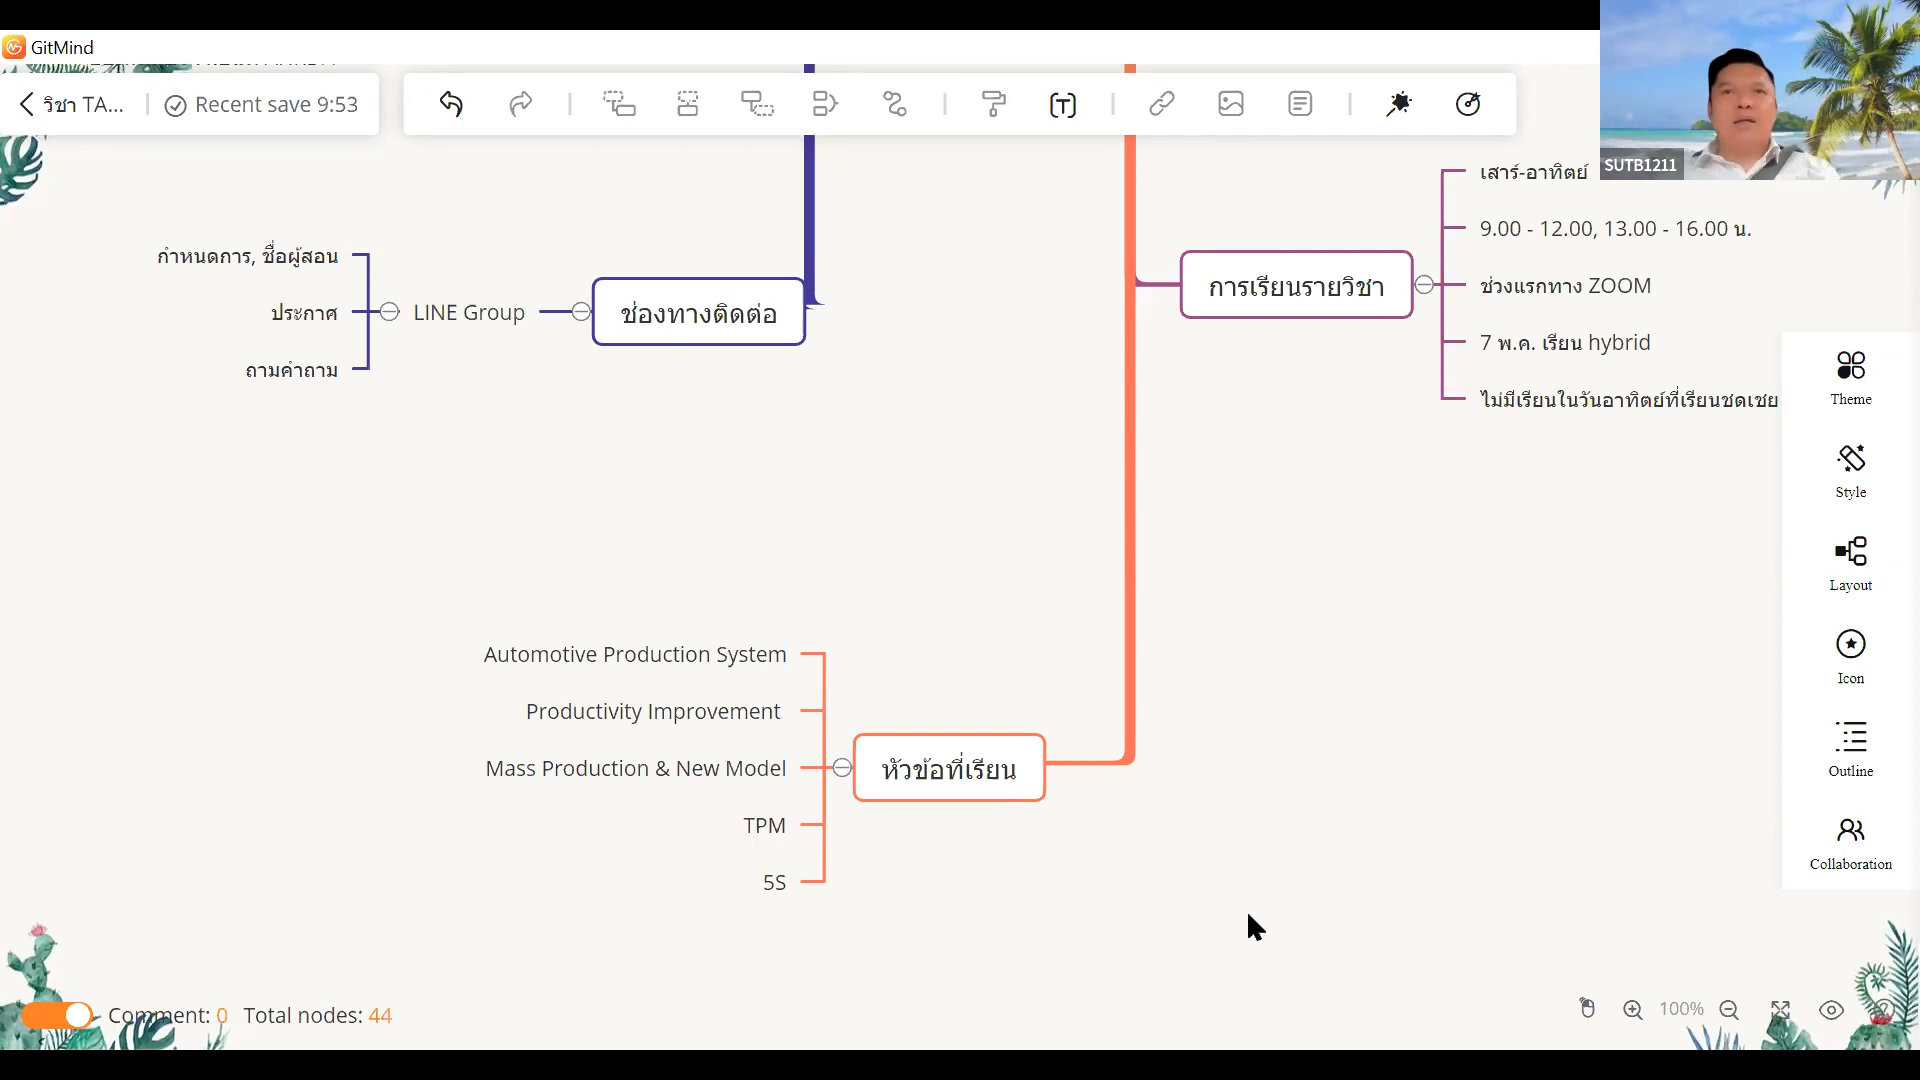 GitMind
วิชา TA...
Recent save 9:53
SUTB1211
เสาร์-อาทิตย์
9.00 - 12.00, 13.00 - 16.00 น.
การเรียนรายวิชา
ช่วงแรกทาง ZOOM
7 พ.ค. เรียน hybrid
ไม่มีเรียนในวันอาทิตย์ที่เรียนชดเชย
กำหนดการ, ชื่อผู้สอน
ประกาศ
ถามคำถาม
LINE Group
ช่องทางติดต่อ
Theme
Style
Layout
Icon
Outline
Collaboration
Automotive Production System
Productivity Improvement
Mass Production & New Model
TPM
5S
หัวข้อที่เรียน
Comment: 0 Total nodes: 44
100%